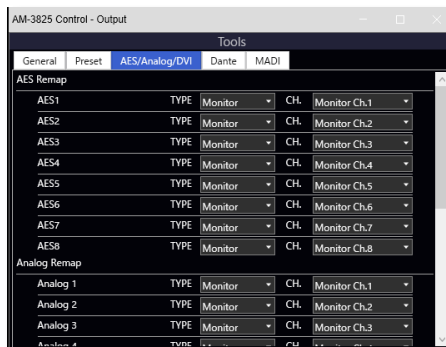 AM-3825 Control - Output
Tools
General Preset AES/Analog/DVI Dante MADI
AES Remap
AES1 TYPE Monitor CH. Monitor Ch.1
AES2 TYPE Monitor CH. Monitor Ch.2
AES3 TYPE Monitor CH. Monitor Ch.3
AES4 TYPE Monitor CH. Monitor Ch.4
AES5 TYPE Monitor CH. Monitor Ch.5
AES6 TYPE Monitor CH. Monitor Ch.6
AES7 TYPE Monitor CH. Monitor Ch.7
AES8 TYPE Monitor CH. Monitor Ch.8
Analog Remap
Analog 1 TYPE Monitor CH. Monitor Ch.1
Analog 2 TYPE Monitor CH. Monitor Ch.2
Analog 3 TYPE Monitor CH. Monitor Ch.3